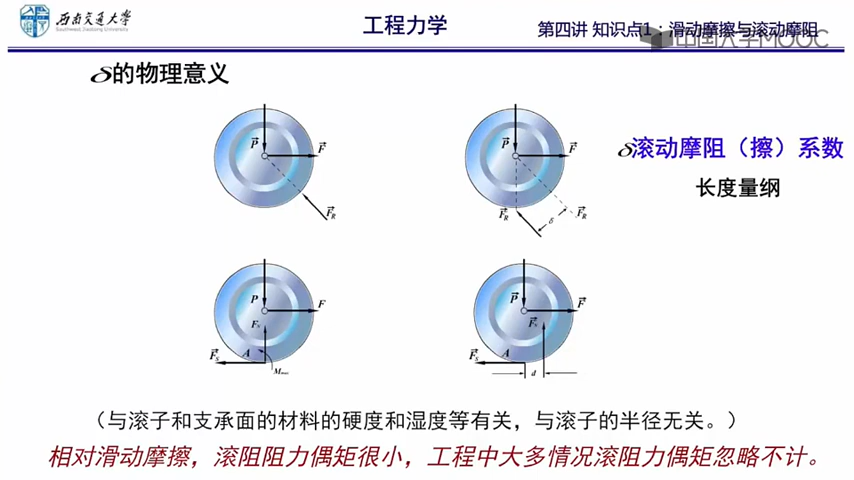 西南交通大学
Southwest Jiaotong University
工程力学
第四讲 知识点1：滑动摩擦与滚动摩阻
中国大学MOOC
δ的物理意义
P F
F_R
P F
F_R δ F_R
δ滚动摩阻（擦）系数
长度量纲
P F
F_N
F_S A
M_max
P F
F_N
F_S A
d
（与滚子和支承面的材料的硬度和湿度等有关，与滚子的半径无关。）
相对滑动摩擦，滚阻阻力偶矩很小，工程中大多情况滚阻力偶矩忽略不计。